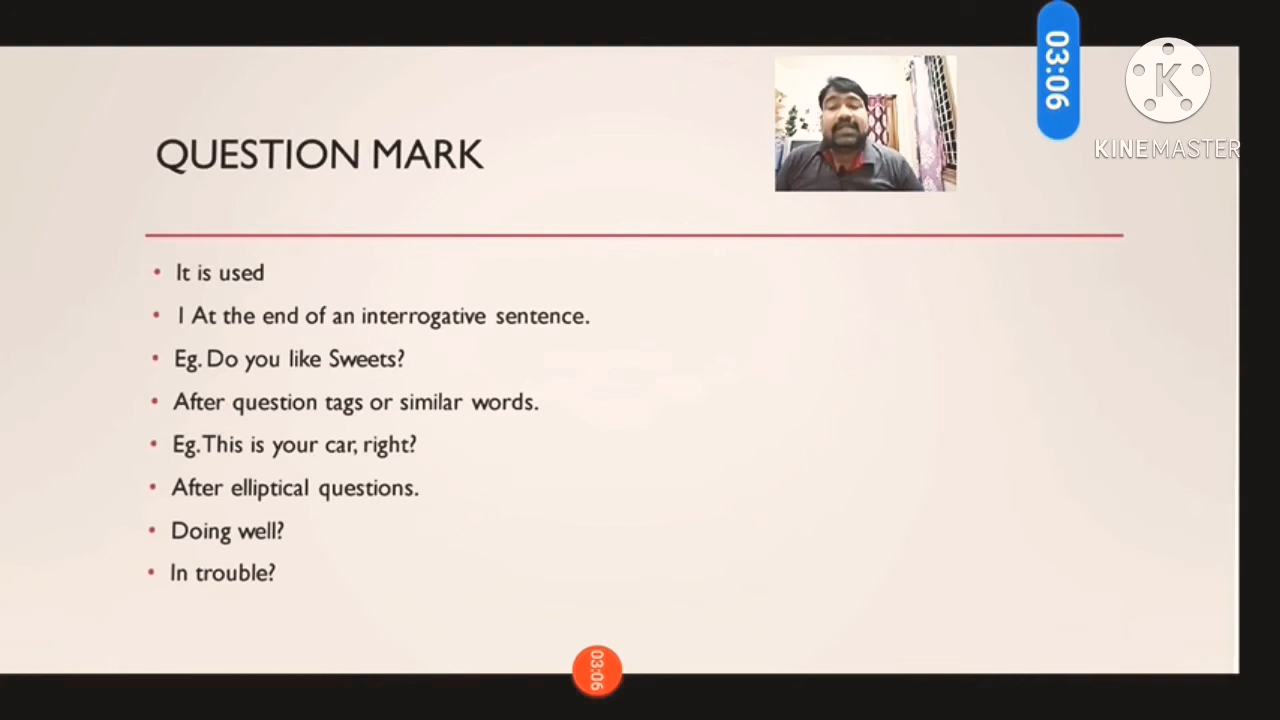 03:06
KINEMASTER
QUESTION MARK
• It is used
• 1 At the end of an interrogative sentence.
• Eg. Do you like Sweets?
• After question tags or similar words.
• Eg. This is your car, right?
• After elliptical questions.
• Doing well?
• In trouble?
03:06